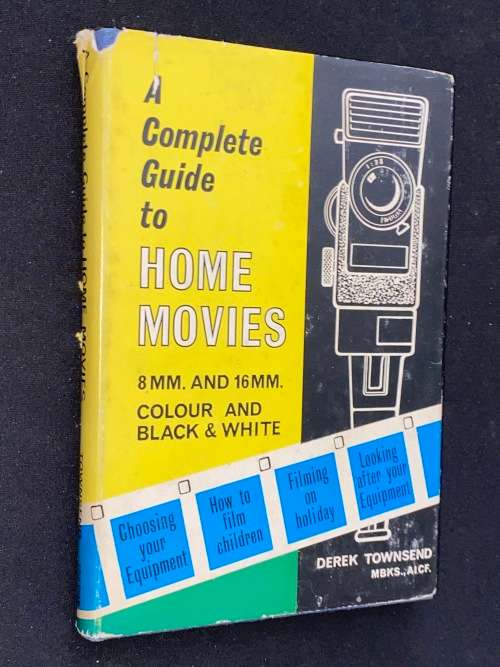 A
Complete
Guide
to
HOME
MOVIES
8 MM. AND 16 MM.
COLOUR AND
BLACK & WHITE
Choosing
your
Equipment
How to
film
children
Filming
on
holiday
Looking
after your
Equipment
DEREK TOWNSEND
MBKS., A.I.C.F.